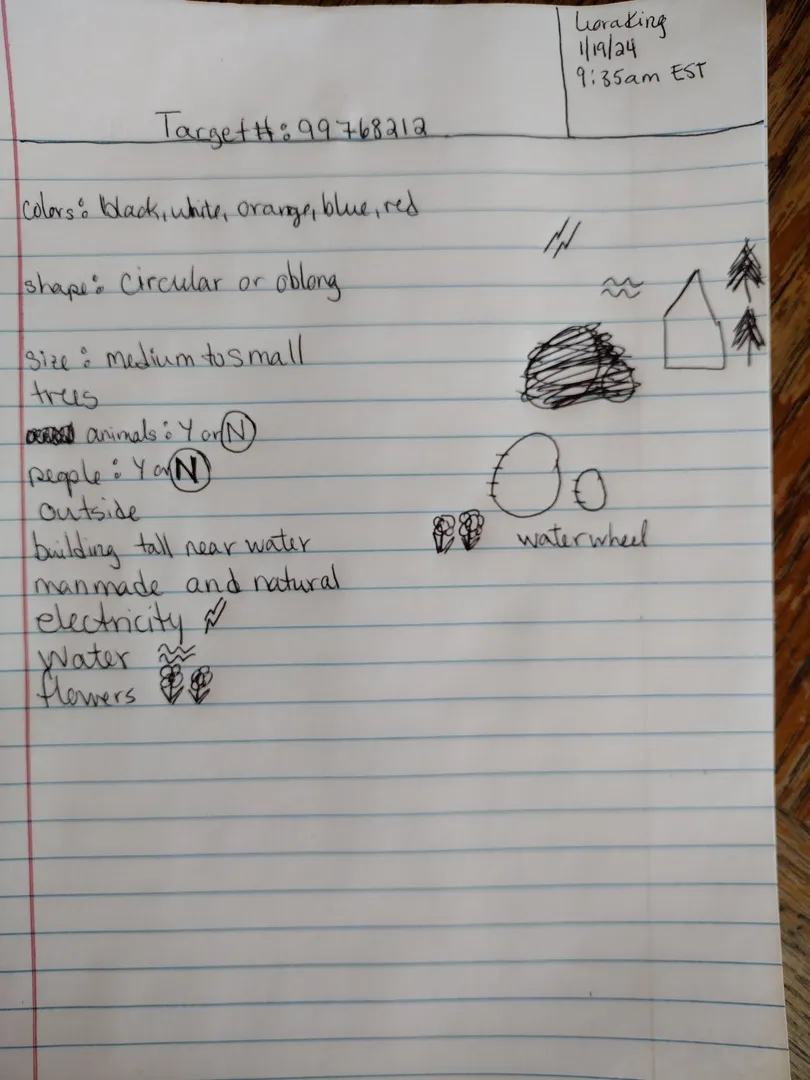 LoraKing
1/19/24
9:35am EST
Target#: 99768212
colors: black, white, orange, blue, red
shape: circular or oblong
size: medium to small
trees
animals: Y or N
people: Y or N
outside
building tall near water
waterwheel
manmade and natural
electricity
water
flowers